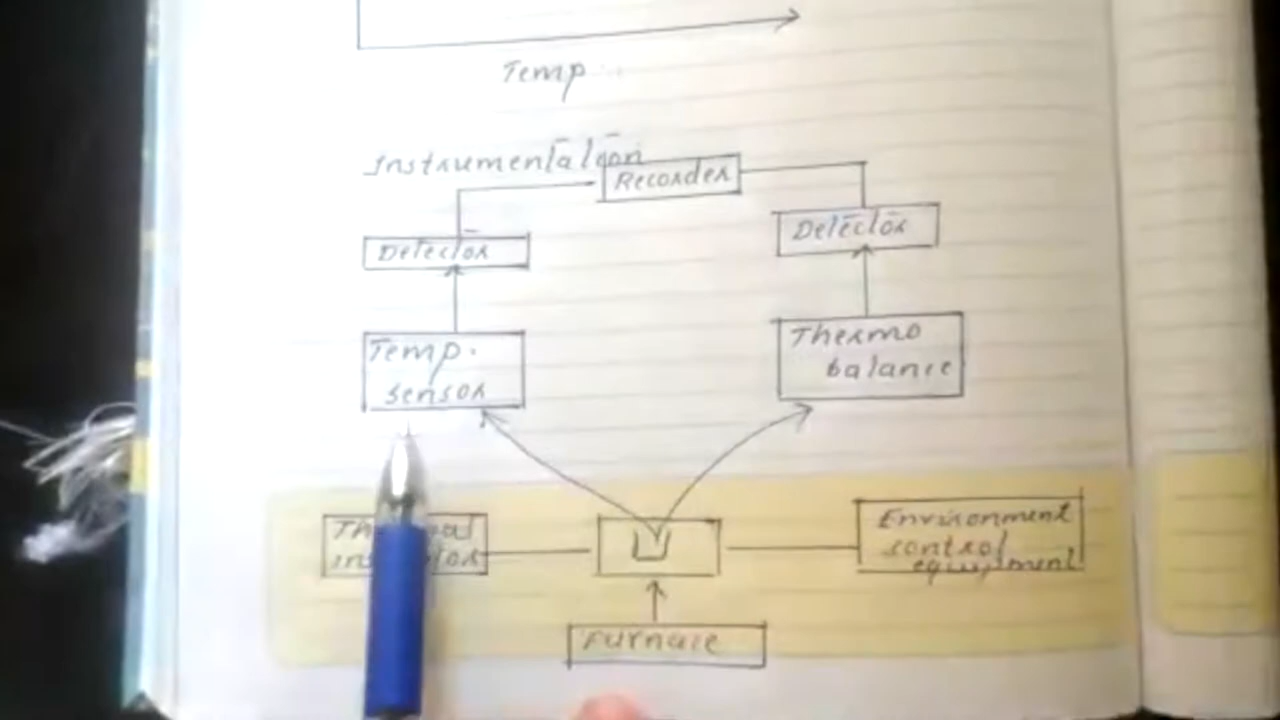 Temp.
Instrumentation
Recorder
Detector
Detector
Temp.
sensor
Thermo
balance
Environment
control
equipment
Furnace